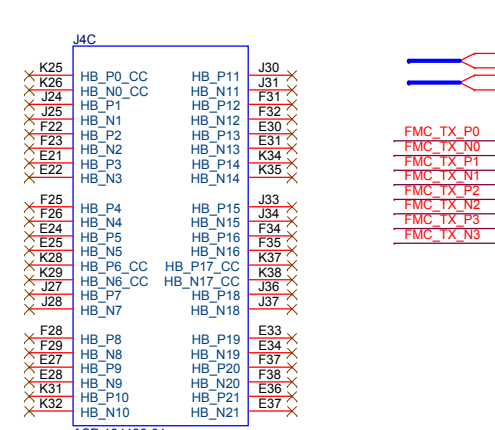 J4C
K25 HB_P0_CC HB_P11 J30
K26 HB_N0_CC HB_N11 J31
J24 HB_P1 HB_P12 F31
J25 HB_N1 HB_N12 F32
F22 HB_P2 HB_P13 E30
F23 HB_N2 HB_N13 E31
E21 HB_P3 HB_P14 K34
E22 HB_N3 HB_N14 K35
F25 HB_P4 HB_P15 J33
F26 HB_N4 HB_N15 J34
E24 HB_P5 HB_P16 F34
E25 HB_N5 HB_N16 F35
K28 HB_P6_CC HB_P17_CC K37
K29 HB_N6_CC HB_N17_CC K38
J27 HB_P7 HB_P18 J36
J28 HB_N7 HB_N18 J37
F28 HB_P8 HB_P19 E33
F29 HB_N8 HB_N19 E34
E27 HB_P9 HB_P20 F37
E28 HB_N9 HB_N20 F38
K31 HB_P10 HB_P21 E36
K32 HB_N10 HB_N21 E37
FMC_TX_P0
FMC_TX_N0
FMC_TX_P1
FMC_TX_N1
FMC_TX_P2
FMC_TX_N2
FMC_TX_P3
FMC_TX_N3